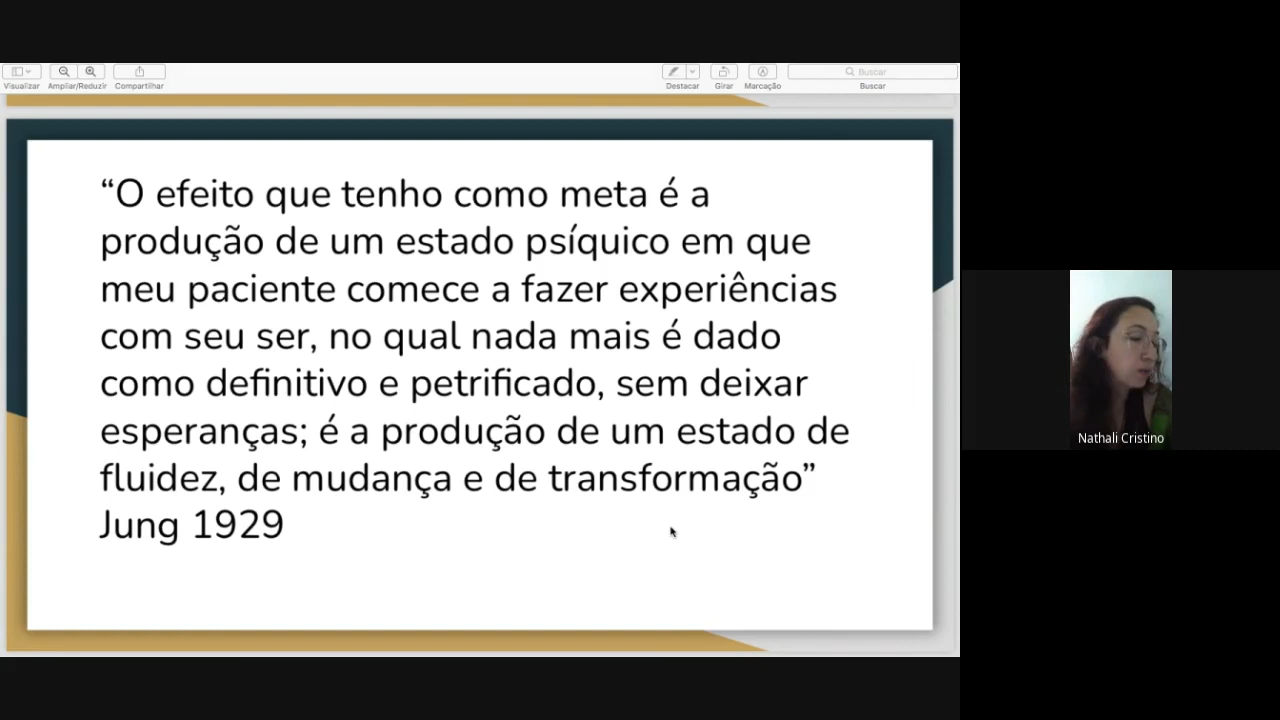 Visualizar
Ampliar/Reduzir
Compartilhar
Destacar
Girar
Marcação
Buscar
Buscar
“O efeito que tenho como meta é a
produção de um estado psíquico em que
meu paciente comece a fazer experiências
com seu ser, no qual nada mais é dado
como definitivo e petrificado, sem deixar
esperanças; é a produção de um estado de
fluidez, de mudança e de transformação”
Jung 1929
Nathali Cristino